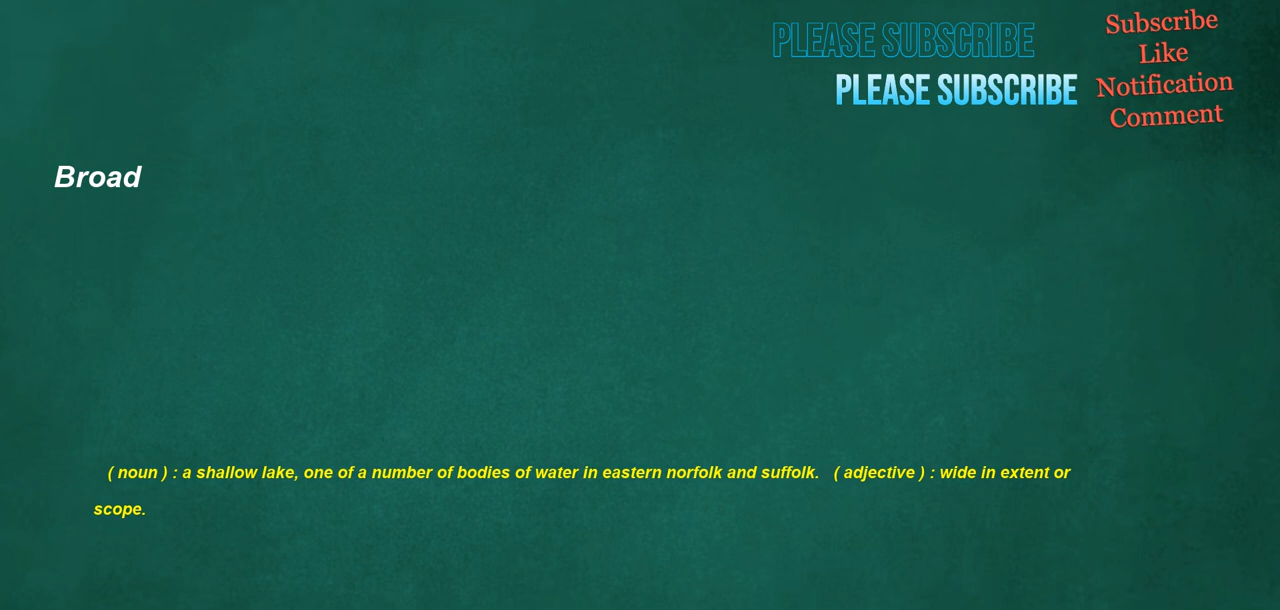 PLEASE SUBSCRIBE
PLEASE SUBSCRIBE
Subscribe
Like
Notification
Comment
Broad
( noun ) : a shallow lake, one of a number of bodies of water in eastern norfolk and suffolk. ( adjective ) : wide in extent or
scope.